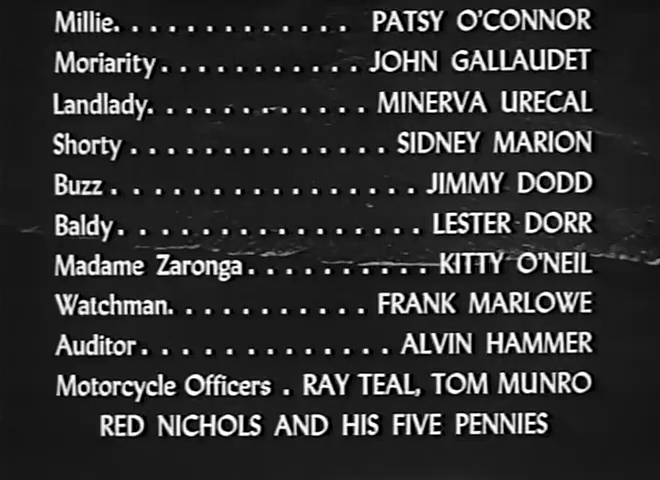 Millie. . . . . . . . . . . . . PATSY O'CONNOR
Moriarity . . . . . . . . . . . JOHN GALLAUDET
Landlady. . . . . . . . . . . . MINERVA URECAL
Shorty . . . . . . . . . . . . . SIDNEY MARION
Buzz . . . . . . . . . . . . . . . . JIMMY DODD
Baldy . . . . . . . . . . . . . . . . LESTER DORR
Madame Zaronga . . . . . . . . . . KITTY O'NEIL
Watchman. . . . . . . . . . . FRANK MARLOWE
Auditor . . . . . . . . . . . . . ALVIN HAMMER
Motorcycle Officers . RAY TEAL, TOM MUNRO
RED NICHOLS AND HIS FIVE PENNIES